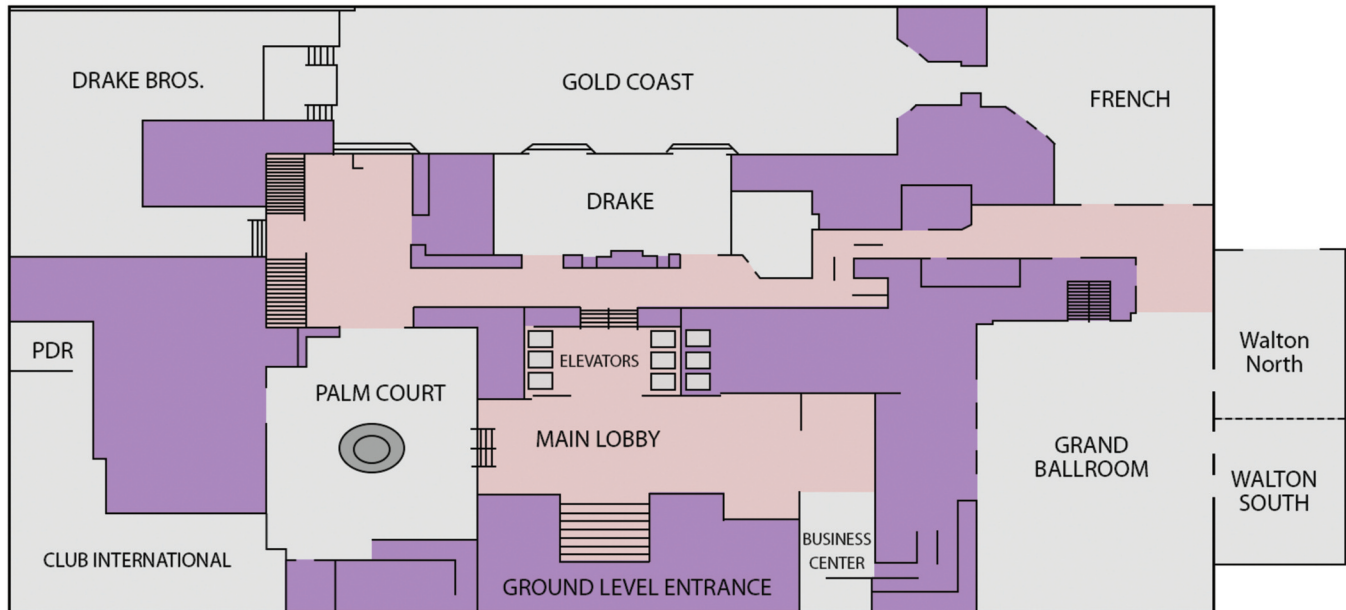 DRAKE BROS.
GOLD COAST
FRENCH
DRAKE
PDR
ELEVATORS
Walton
North
PALM COURT
MAIN LOBBY
GRAND
BALLROOM
WALTON
SOUTH
CLUB INTERNATIONAL
BUSINESS
CENTER
GROUND LEVEL ENTRANCE